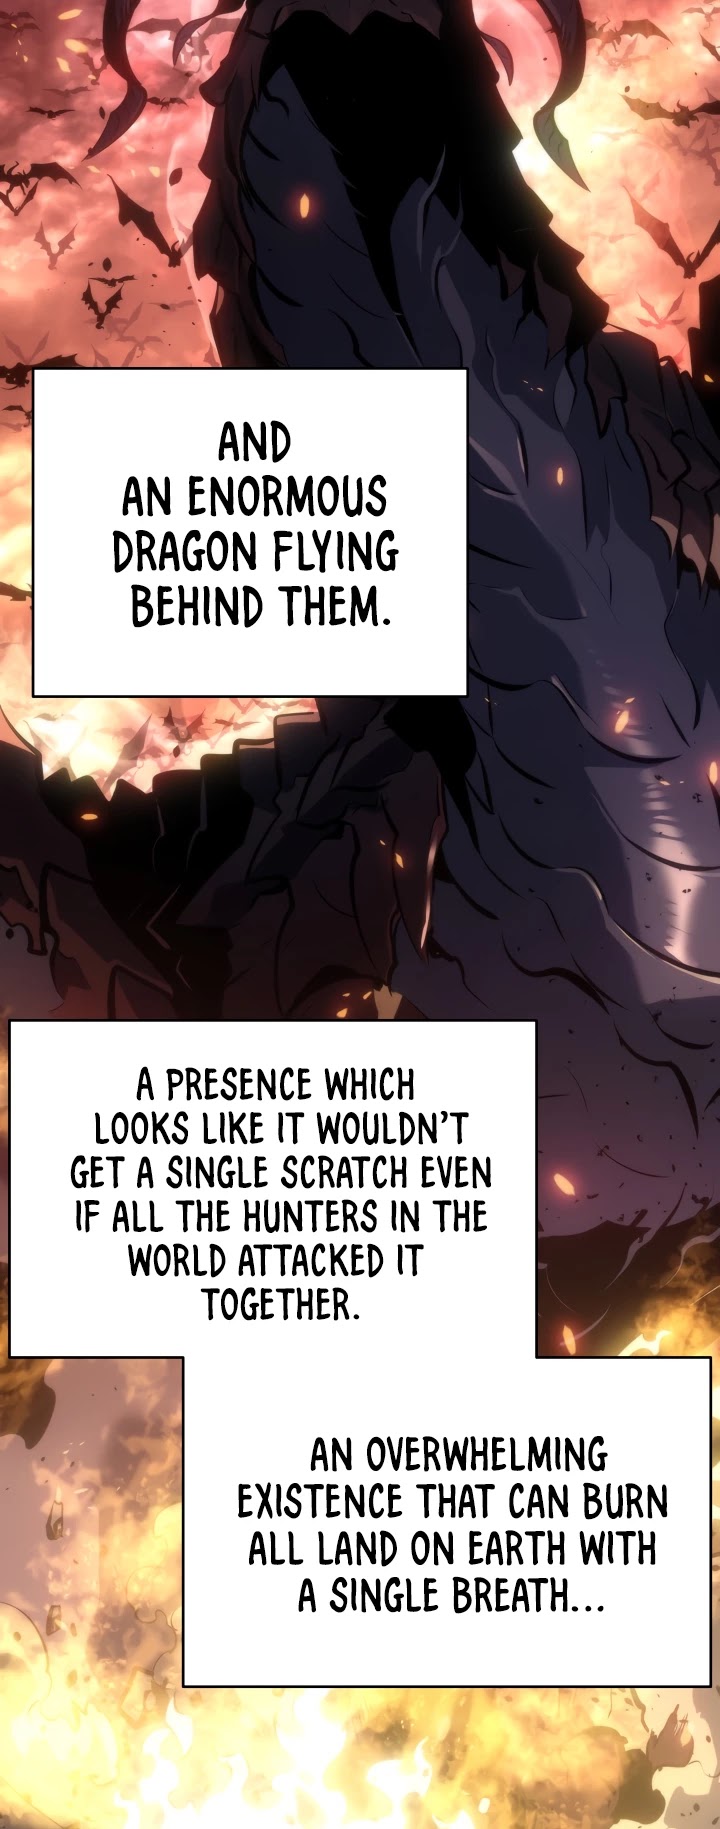 AND
AN ENORMOUS
DRAGON FLYING
BEHIND THEM.
A PRESENCE WHICH
LOOKS LIKE IT WOULDN'T
GET A SINGLE SCRATCH EVEN
IF ALL THE HUNTERS IN THE
WORLD ATTACKED IT
TOGETHER.
AN OVERWHELMING
EXISTENCE THAT CAN BURN
ALL LAND ON EARTH WITH
A SINGLE BREATH...